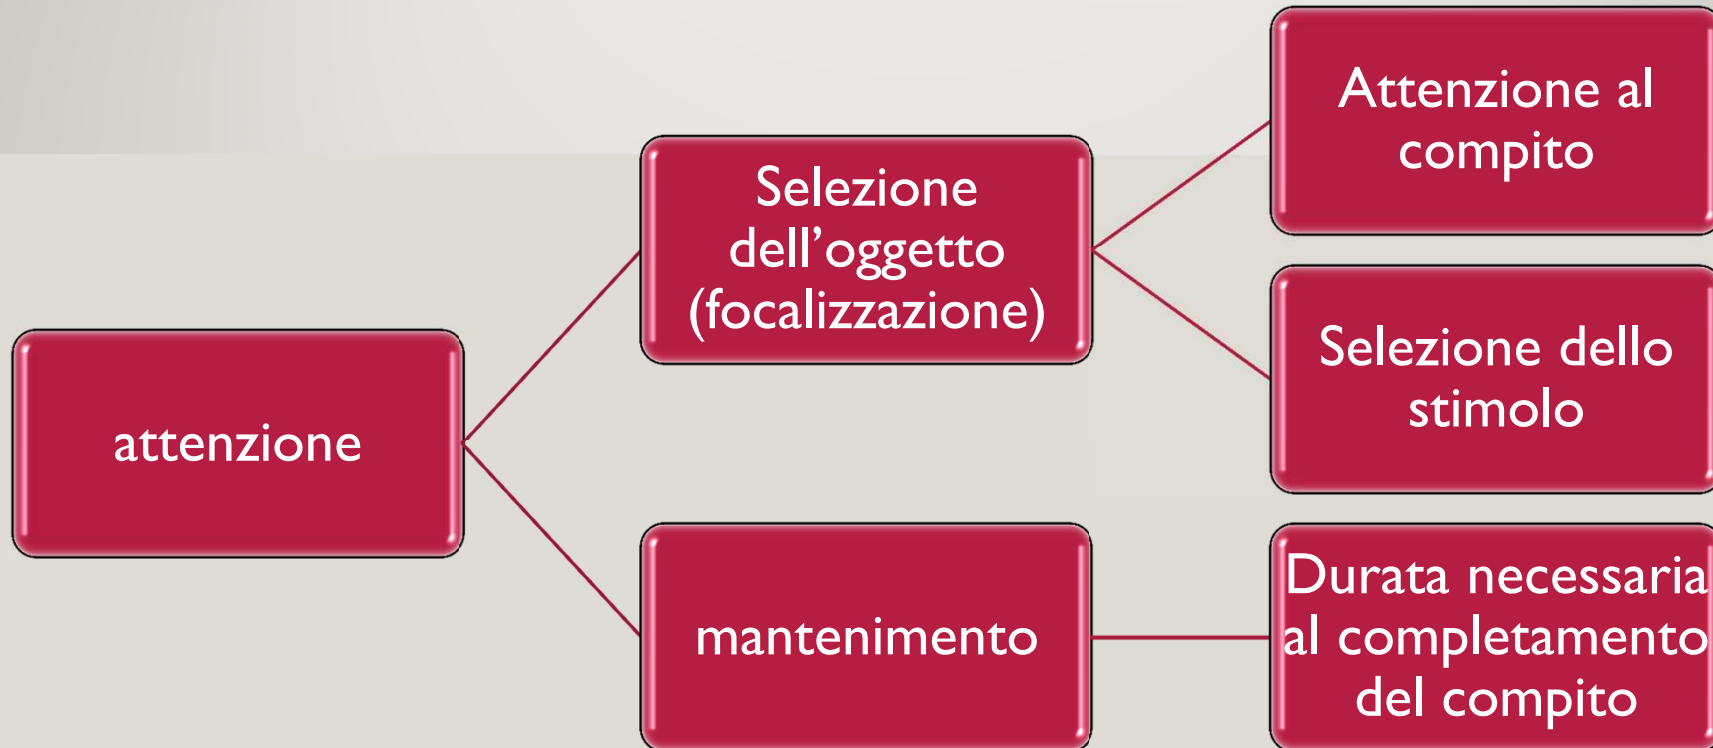 attenzione
Selezione
dell’oggetto
(focalizzazione)
Attenzione al
compito
Selezione dello
stimolo
mantenimento
Durata necessaria
al completamento
del compito